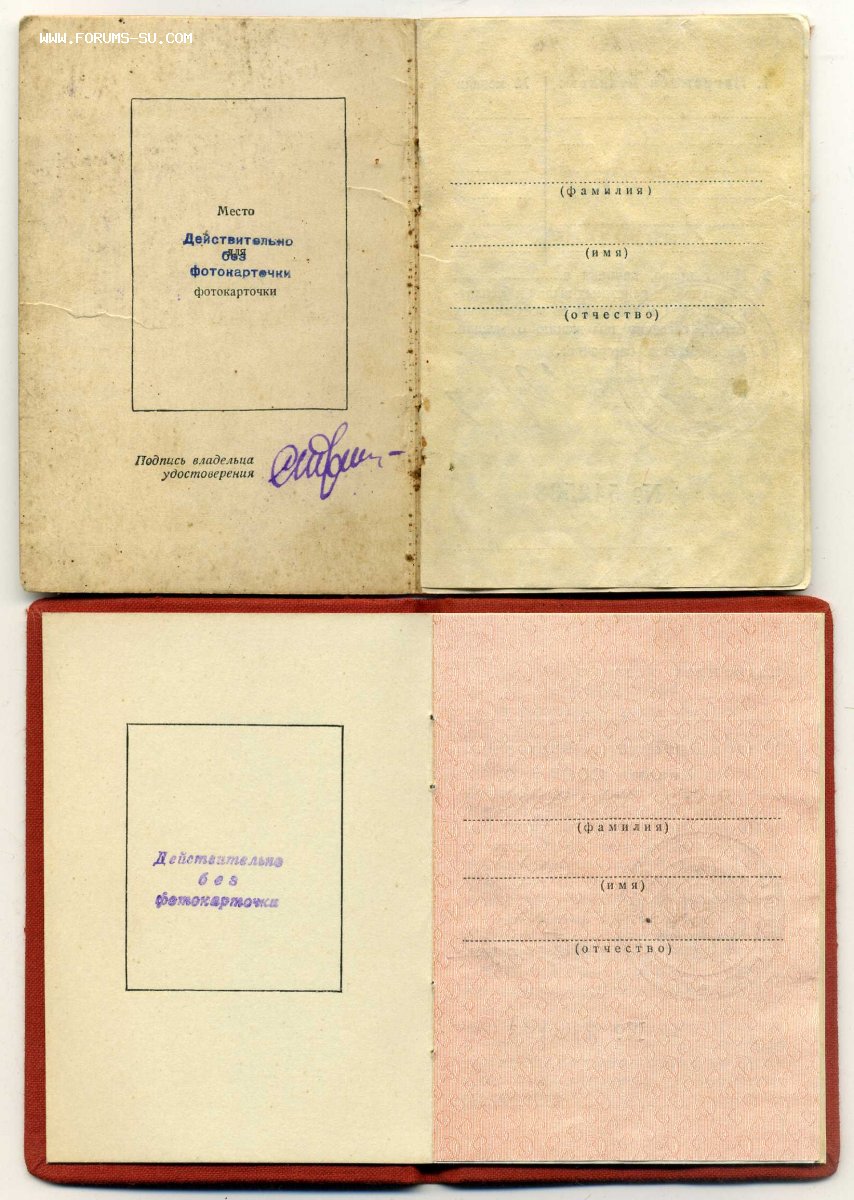 WWW.FORUMS-SU.COM
Место
Действительно
для
без
фотокарточки
фотокарточки
Подпись владельца
удостоверения
(фамилия)
(имя)
(отчество)
Действительно
без
фотокарточки
(фамилия)
(имя)
(отчество)